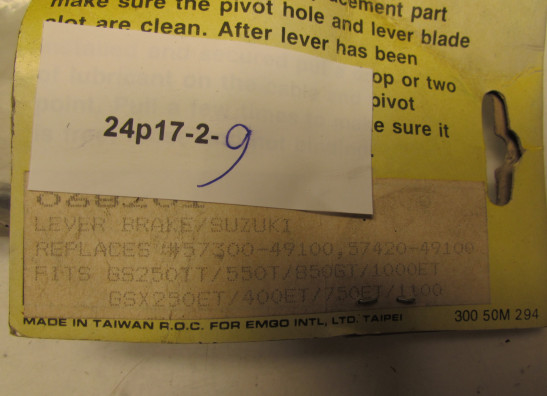 make sure the pivot hole and lever blade
slot are clean. After lever has been
op or two
pivot
e sure it
24p17-2-9
LEVER BRAKE/SUZUKI
REPLACES #57300-49100,57420-49100
FITS GS250TT/550T/850GT/1000ET
GSX250ET/400ET/750ET/1100
MADE IN TAIWAN R.O.C. FOR EMGO INTL, LTD. TAIPEI
300 50M 294